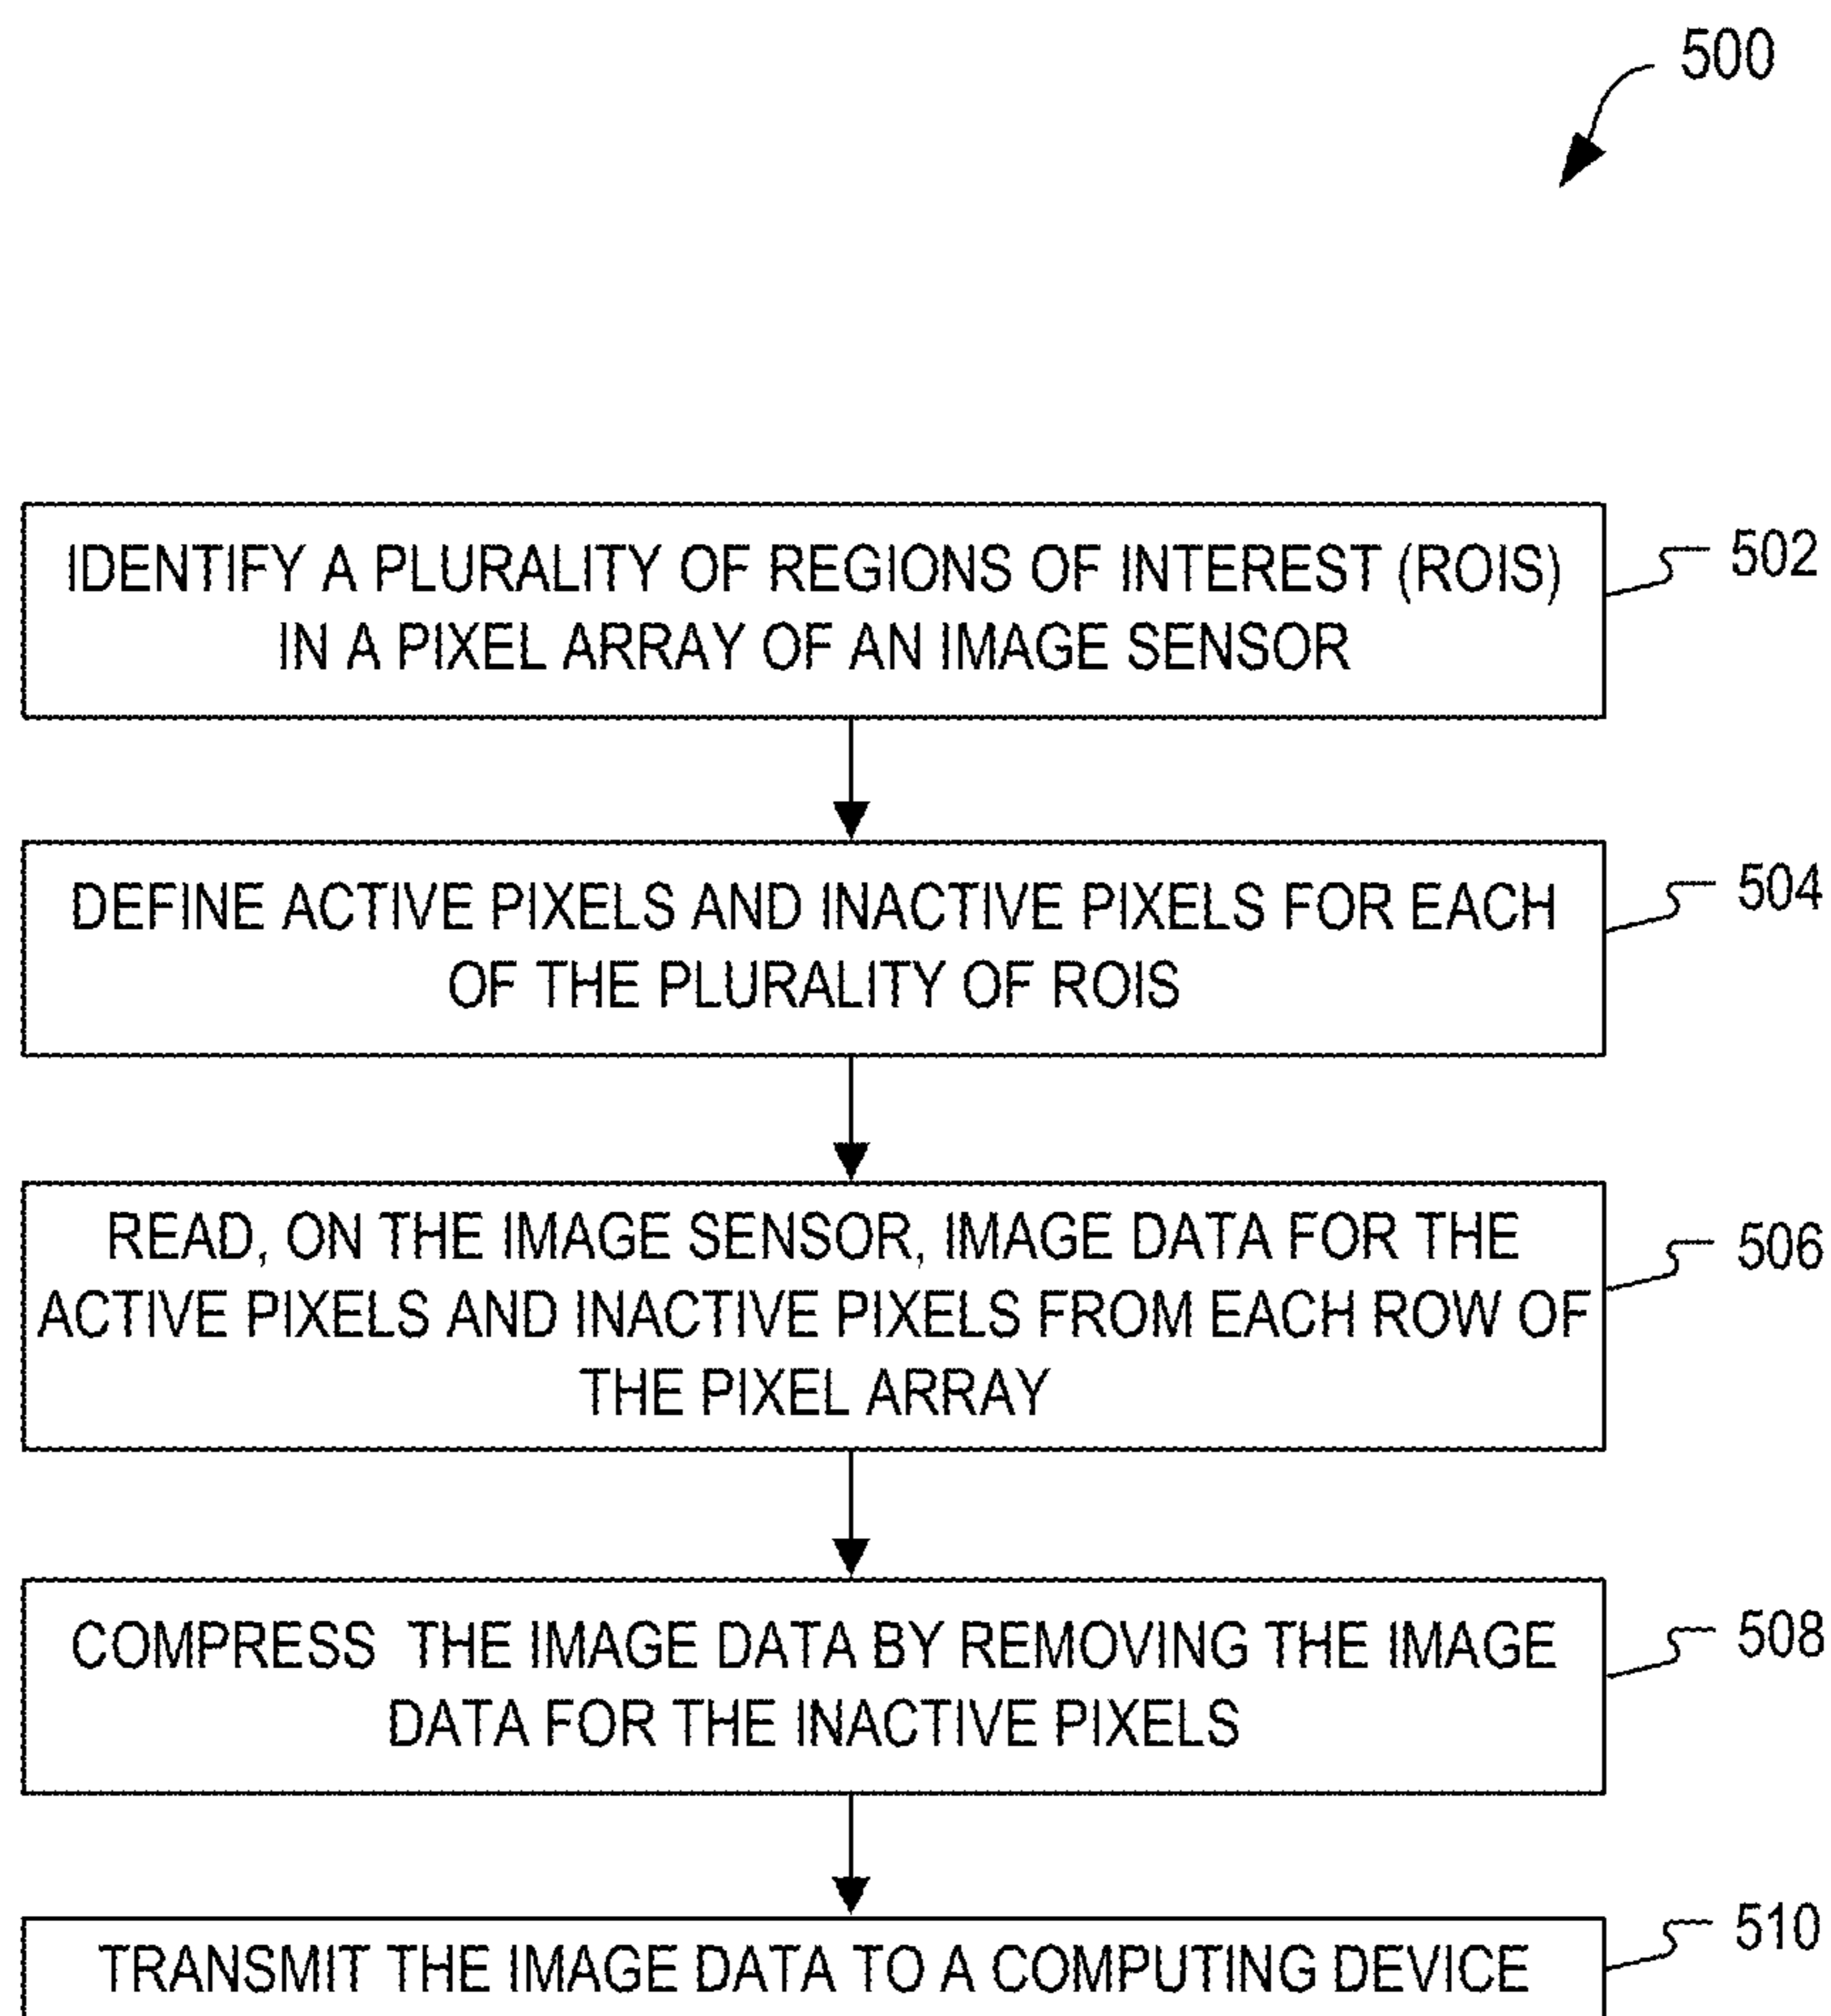 500
IDENTIFY A PLURALITY OF REGIONS OF INTEREST (ROIS)
IN A PIXEL ARRAY OF AN IMAGE SENSOR
502
DEFINE ACTIVE PIXELS AND INACTIVE PIXELS FOR EACH
OF THE PLURALITY OF ROIS
504
READ, ON THE IMAGE SENSOR, IMAGE DATA FOR THE
ACTIVE PIXELS AND INACTIVE PIXELS FROM EACH ROW OF
THE PIXEL ARRAY
506
COMPRESS THE IMAGE DATA BY REMOVING THE IMAGE
DATA FOR THE INACTIVE PIXELS
508
TRANSMIT THE IMAGE DATA TO A COMPUTING DEVICE
510